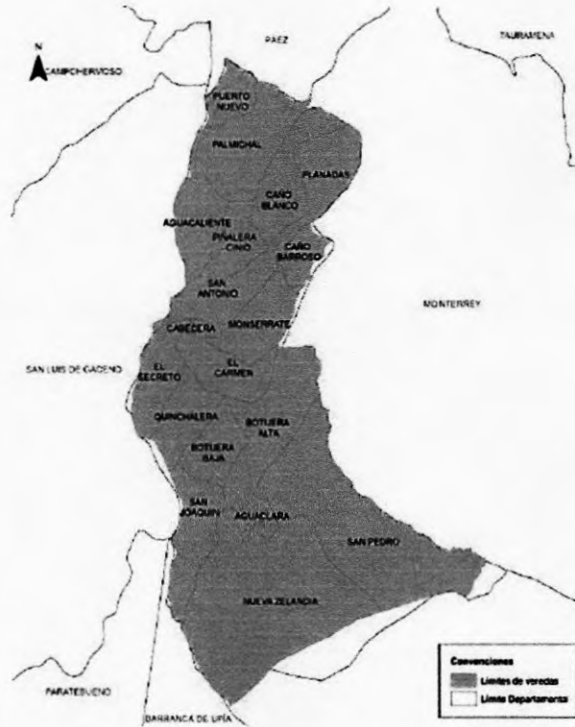 PAEZ
TAURAMENA
N
CAMPOHERMOSO
PUERTO
NUEVO
PALMICHAL
PLANADAS
CAÑO
BLANCO
AGUACALIENTE
PIÑALERA
CINIO
CAÑO
BARROSO
SAN
ANTONIO
MONTERREY
CABECERA
MONSERRATE
SAN LUIS DE GACENO
EL
SECRETO
EL
CARMEN
QUINCHALERA
BOTIJERA
ALTA
BOTIJERA
BAJA
SAN
JOAQUIN
AGUACLARA
SAN PEDRO
NUEVA ZELANDIA
Convenciones
Limites de veredas
Limite Departamental
PARATEBUENO
BARRANCA DE UPÍA